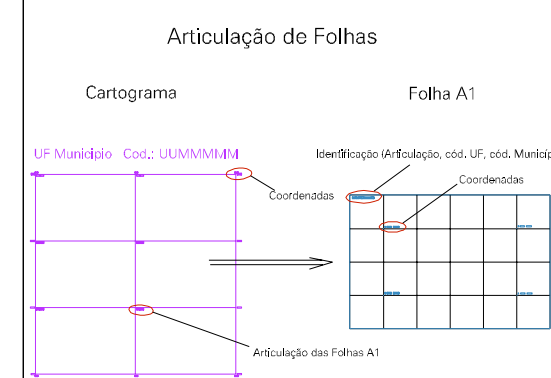 Articulação de Folhas
Cartograma
Folha A1
UF Municipio Cod.: UUMMMMM
Identificação (Articulação, cód. UF, cód. Municíp
Coordenadas
Coordenadas
Articulação das Folhas A1